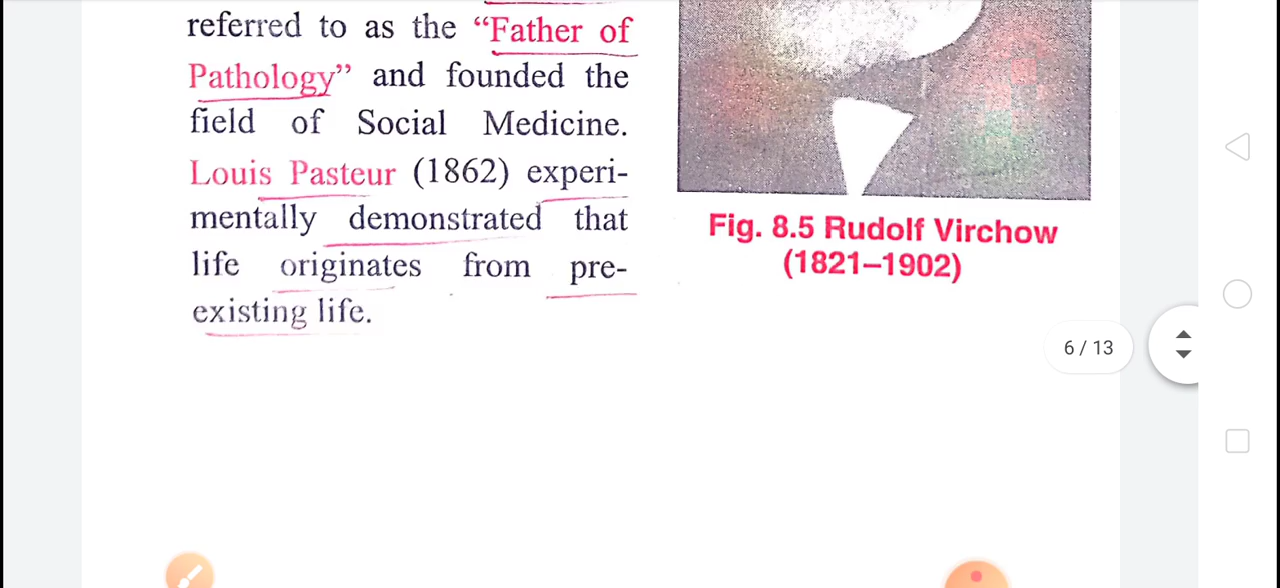 referred to as the “Father of
Pathology” and founded the
field of Social Medicine.
Louis Pasteur (1862) experi-
mentally demonstrated that
life originates from pre-
existing life.
Fig. 8.5 Rudolf Virchow
(1821–1902)
6 / 13